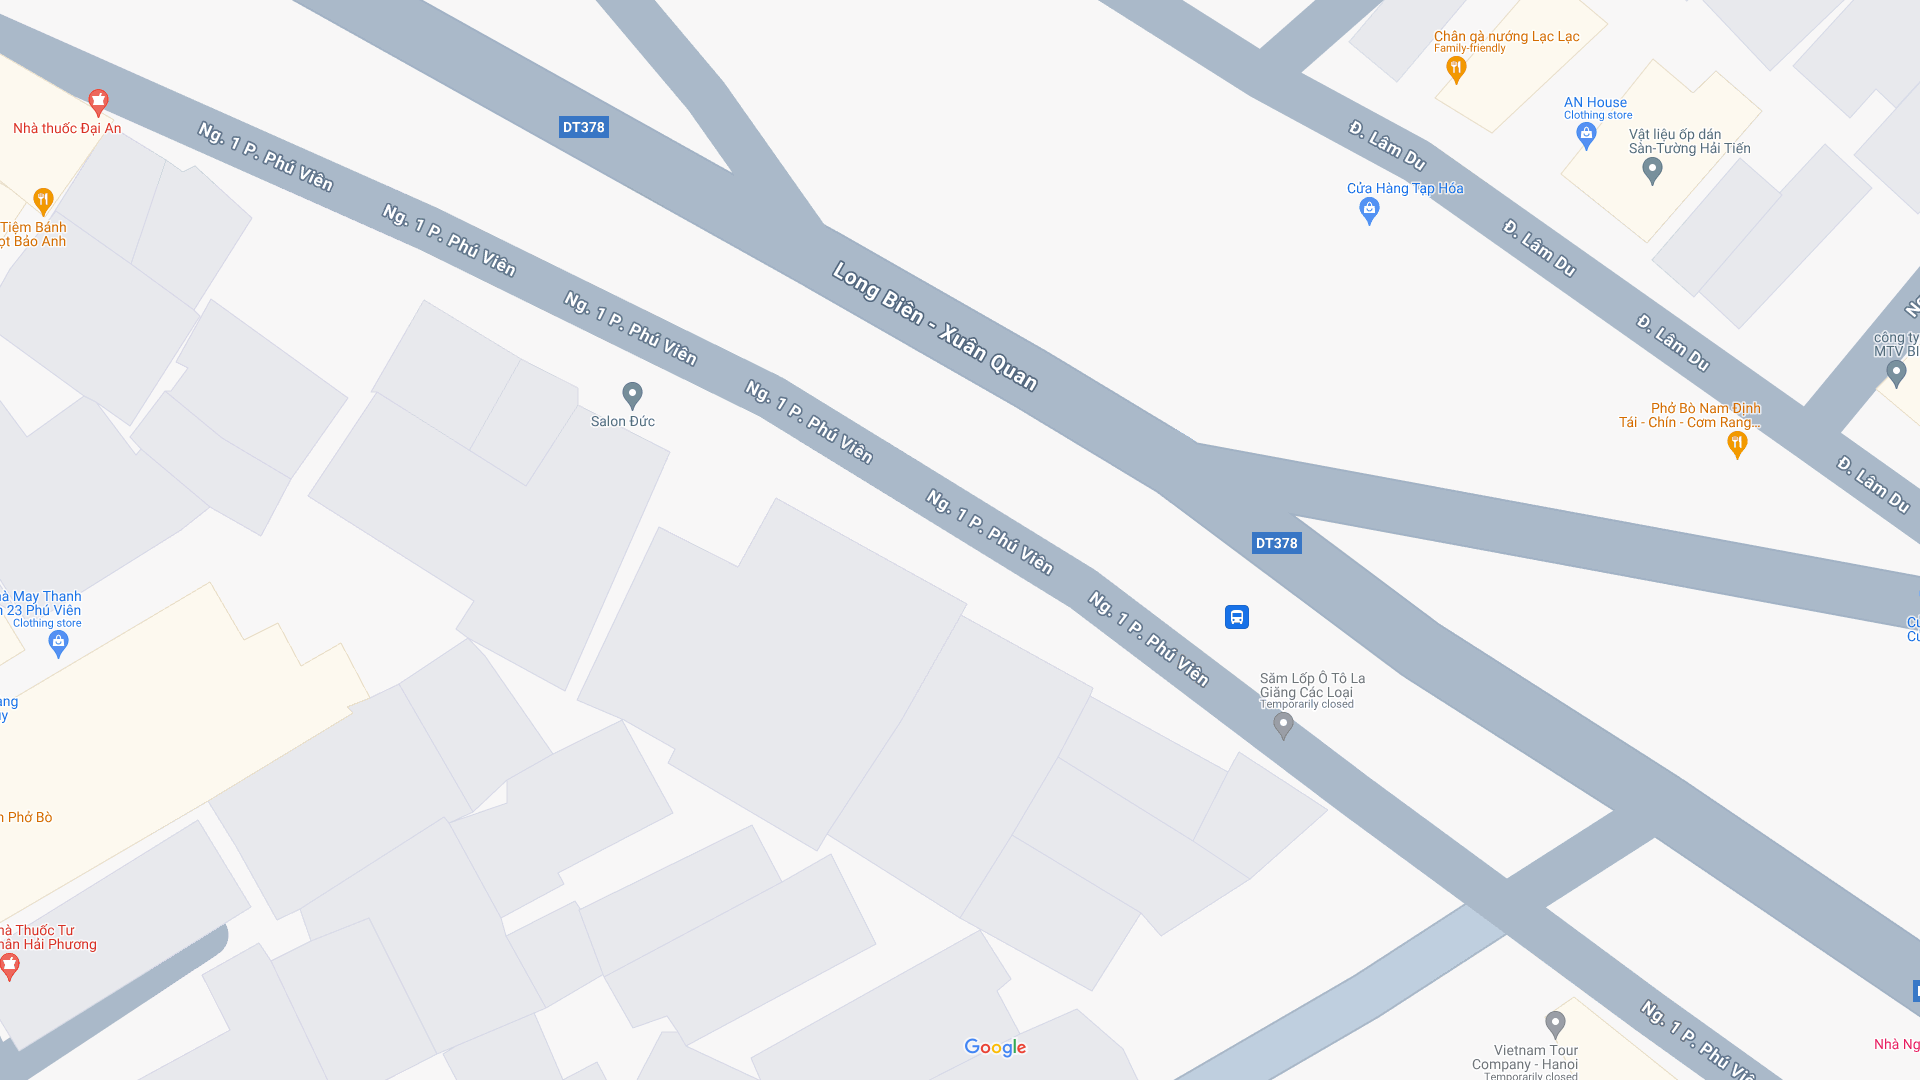 Chân gà nướng Lạc Lạc
Family-friendly
AN House
Clothing store
Vật liệu ốp dán
Sàn-Tường Hải Tiến
Nhà thuốc Đại An
DT378
Ng. 1 P. Phú Viên
Đ. Lâm Du
Cửa Hàng Tạp Hóa
Tiệm Bánh
Bảo Anh
Ng. 1 P. Phú Viên
Đ. Lâm Du
Long Biên - Xuân Quan
Ng. 1 P. Phú Viên
Đ. Lâm Du
công ty
MTV
Salon Đức
Ng. 1 P. Phú Viên
Phở Bò Nam Định
Tái - Chín - Cơm Rang...
Đ. Lâm Du
Ng. 1 P. Phú Viên
DT378
May Thanh
23 Phú Viên
Clothing store
Ng. 1 P. Phú Viên
Săm Lốp Ô Tô La
Giăng Các Loại
Temporarily closed
Phở Bò
Thuốc Tư
Hải Phương
Ng. 1 P. Phú Viên
Vietnam Tour
Company - Hanoi
Temporarily closed
Nhà
Google